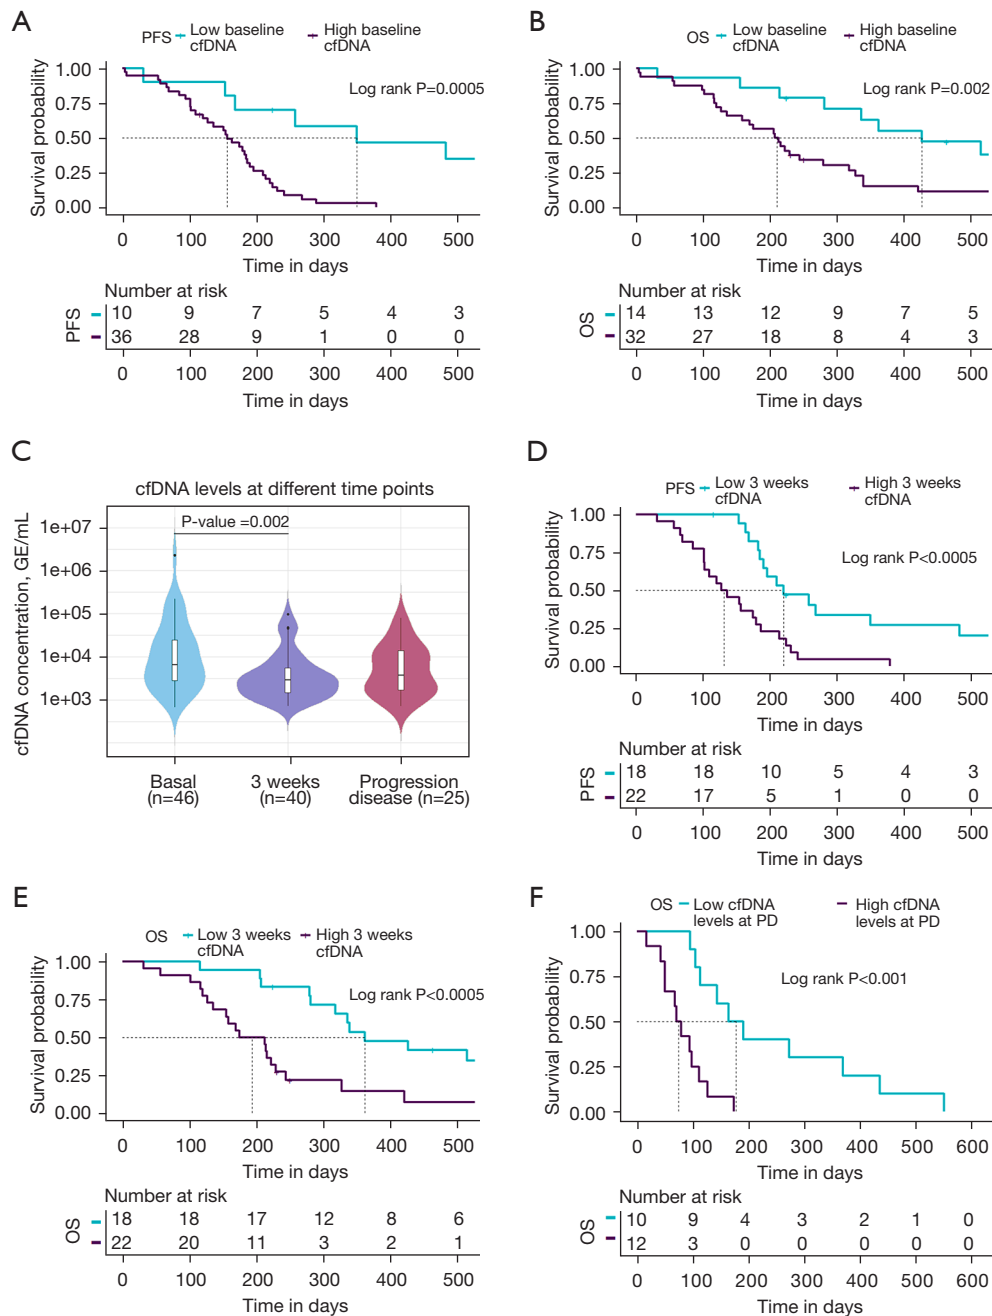 A
PFS Low baseline cfDNA High baseline cfDNA
Survival probability
1.00
0.75
0.50
0.25
0.00
Log rank P=0.0005
0 100 200 300 400 500
Time in days
Number at risk
PFS
10 9 7 5 4 3
36 28 9 1 0 0
0 100 200 300 400 500
Time in days
B
OS Low baseline cfDNA High baseline cfDNA
Survival probability
1.00
0.75
0.50
0.25
0.00
Log rank P=0.002
0 100 200 300 400 500
Time in days
Number at risk
OS
14 13 12 9 7 5
32 27 18 8 4 3
0 100 200 300 400 500
Time in days
C
cfDNA levels at different time points
cfDNA concentration, GE/mL
1e+07
1e+06
1e+05
1e+04
1e+03
P-value =0.002
Basal (n=46)
3 weeks (n=40)
Progression disease (n=25)
D
PFS Low 3 weeks cfDNA High 3 weeks cfDNA
Survival probability
1.00
0.75
0.50
0.25
0.00
Log rank P<0.0005
0 100 200 300 400 500
Time in days
Number at risk
PFS
18 18 10 5 4 3
22 17 5 1 0 0
0 100 200 300 400 500
Time in days
E
OS Low 3 weeks cfDNA High 3 weeks cfDNA
Survival probability
1.00
0.75
0.50
0.25
0.00
Log rank P<0.0005
0 100 200 300 400 500
Time in days
Number at risk
OS
18 18 17 12 8 6
22 20 11 3 2 1
0 100 200 300 400 500
Time in days
F
OS Low cfDNA levels at PD High cfDNA levels at PD
Survival probability
1.00
0.75
0.50
0.25
0.00
Log rank P<0.001
0 100 200 300 400 500 600
Time in days
Number at risk
OS
10 9 4 3 2 1 0
12 3 0 0 0 0 0
0 100 200 300 400 500 600
Time in days